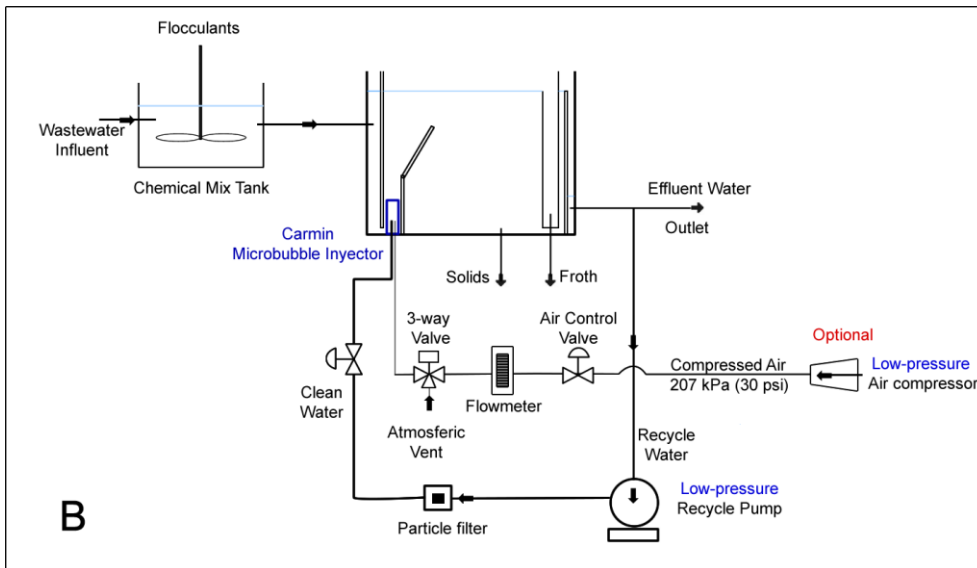 Flocculants
Wastewater
Influent
Chemical Mix Tank
Carmin
Microbubble Injector
Effluent Water
Outlet
Solids
Froth
3-way
Valve
Air Control
Valve
Optional
Compressed Air
207 kPa (30 psi)
Low-pressure
Air compressor
Clean
Water
Flowmeter
Atmosferic
Vent
Recycle
Water
Low-pressure
Recycle Pump
Particle filter
B